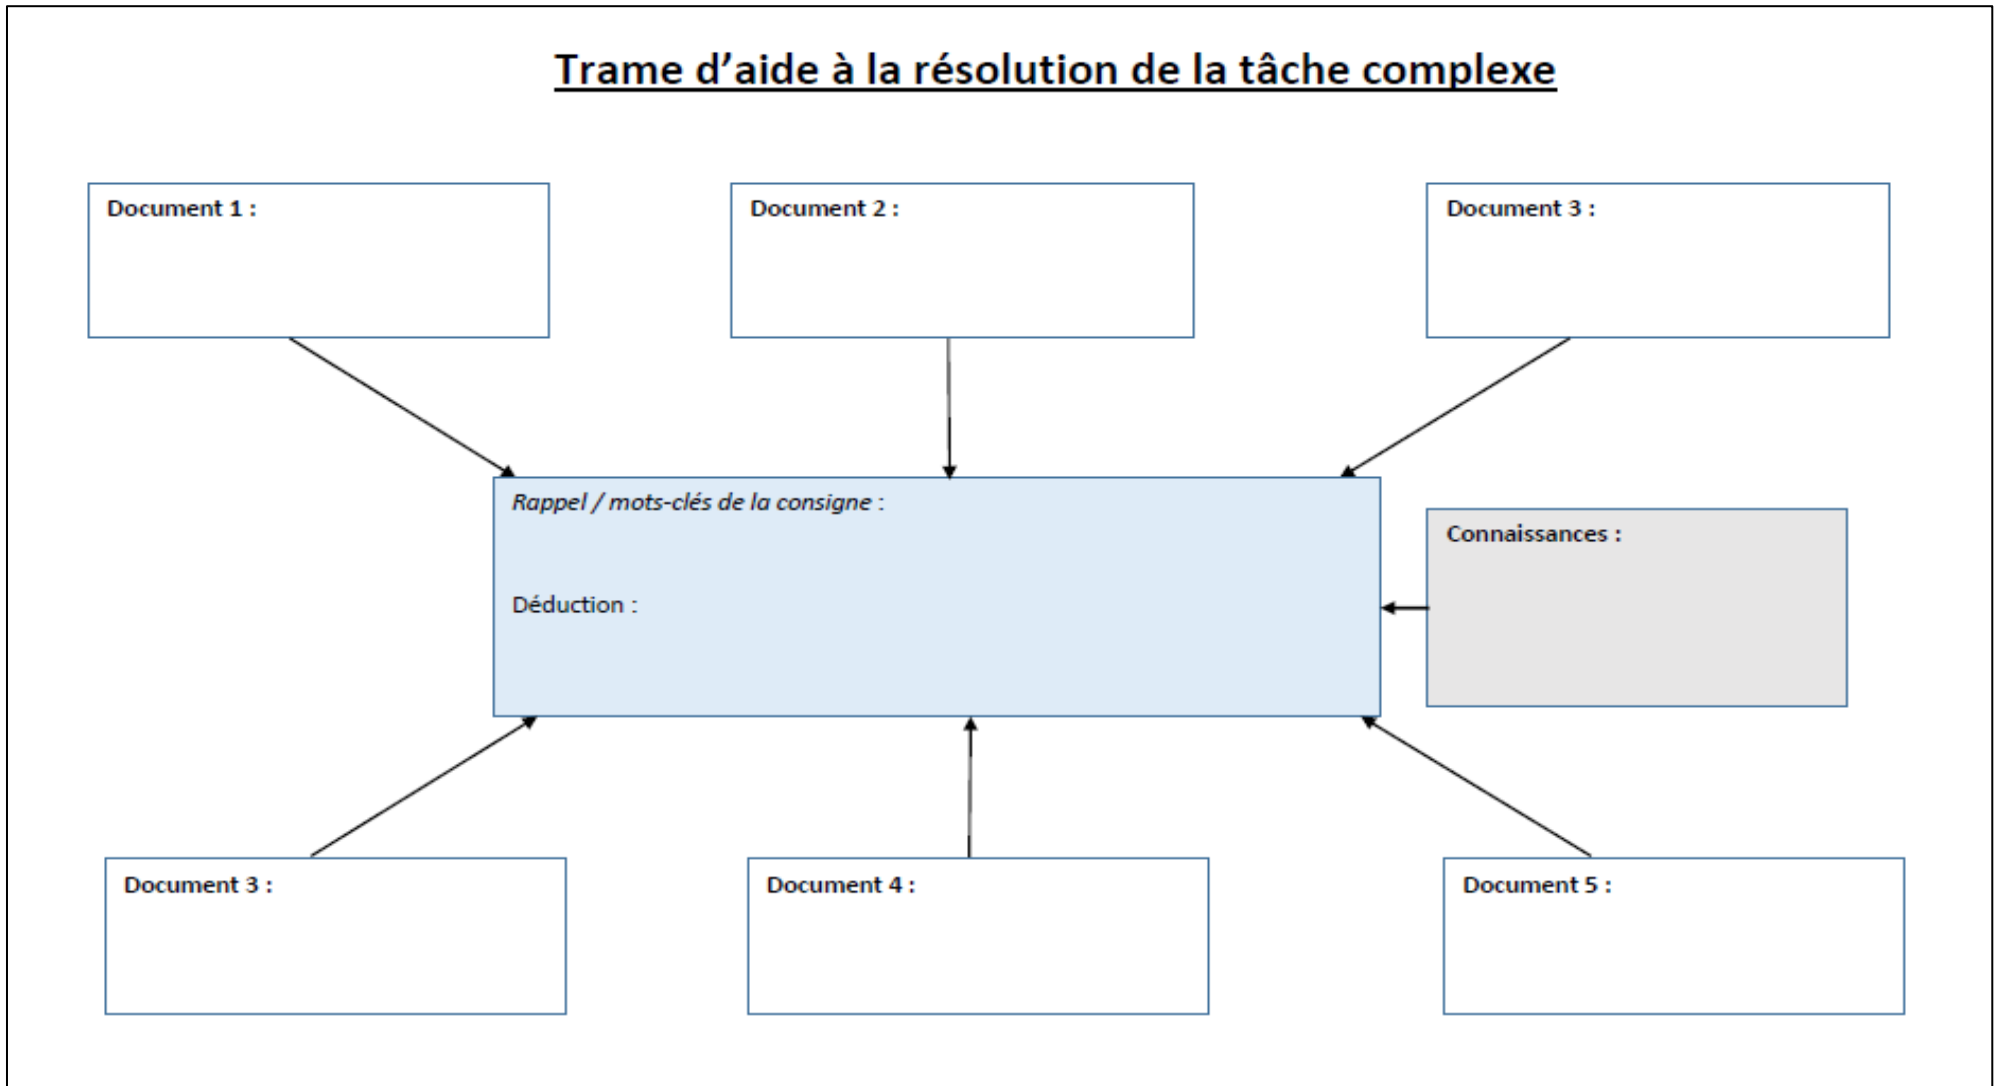 Trame d’aide à la résolution de la tâche complexe
Document 1 :
Document 2 :
Document 3 :
Rappel / mots-clés de la consigne :
Connaissances :
Déduction :
Document 3 :
Document 4 :
Document 5 :